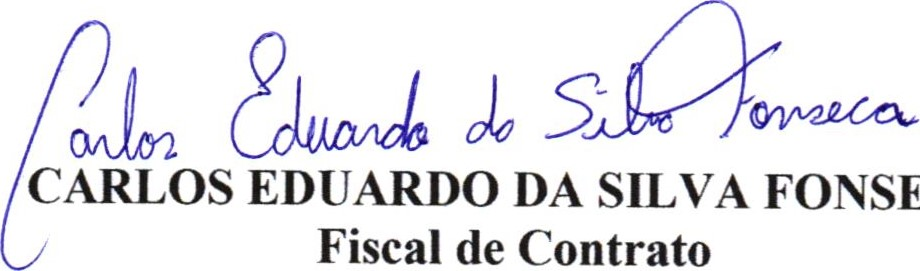 Carlos Eduardo da Silva Fonseca
CARLOS EDUARDO DA SILVA FONSE
Fiscal de Contrato